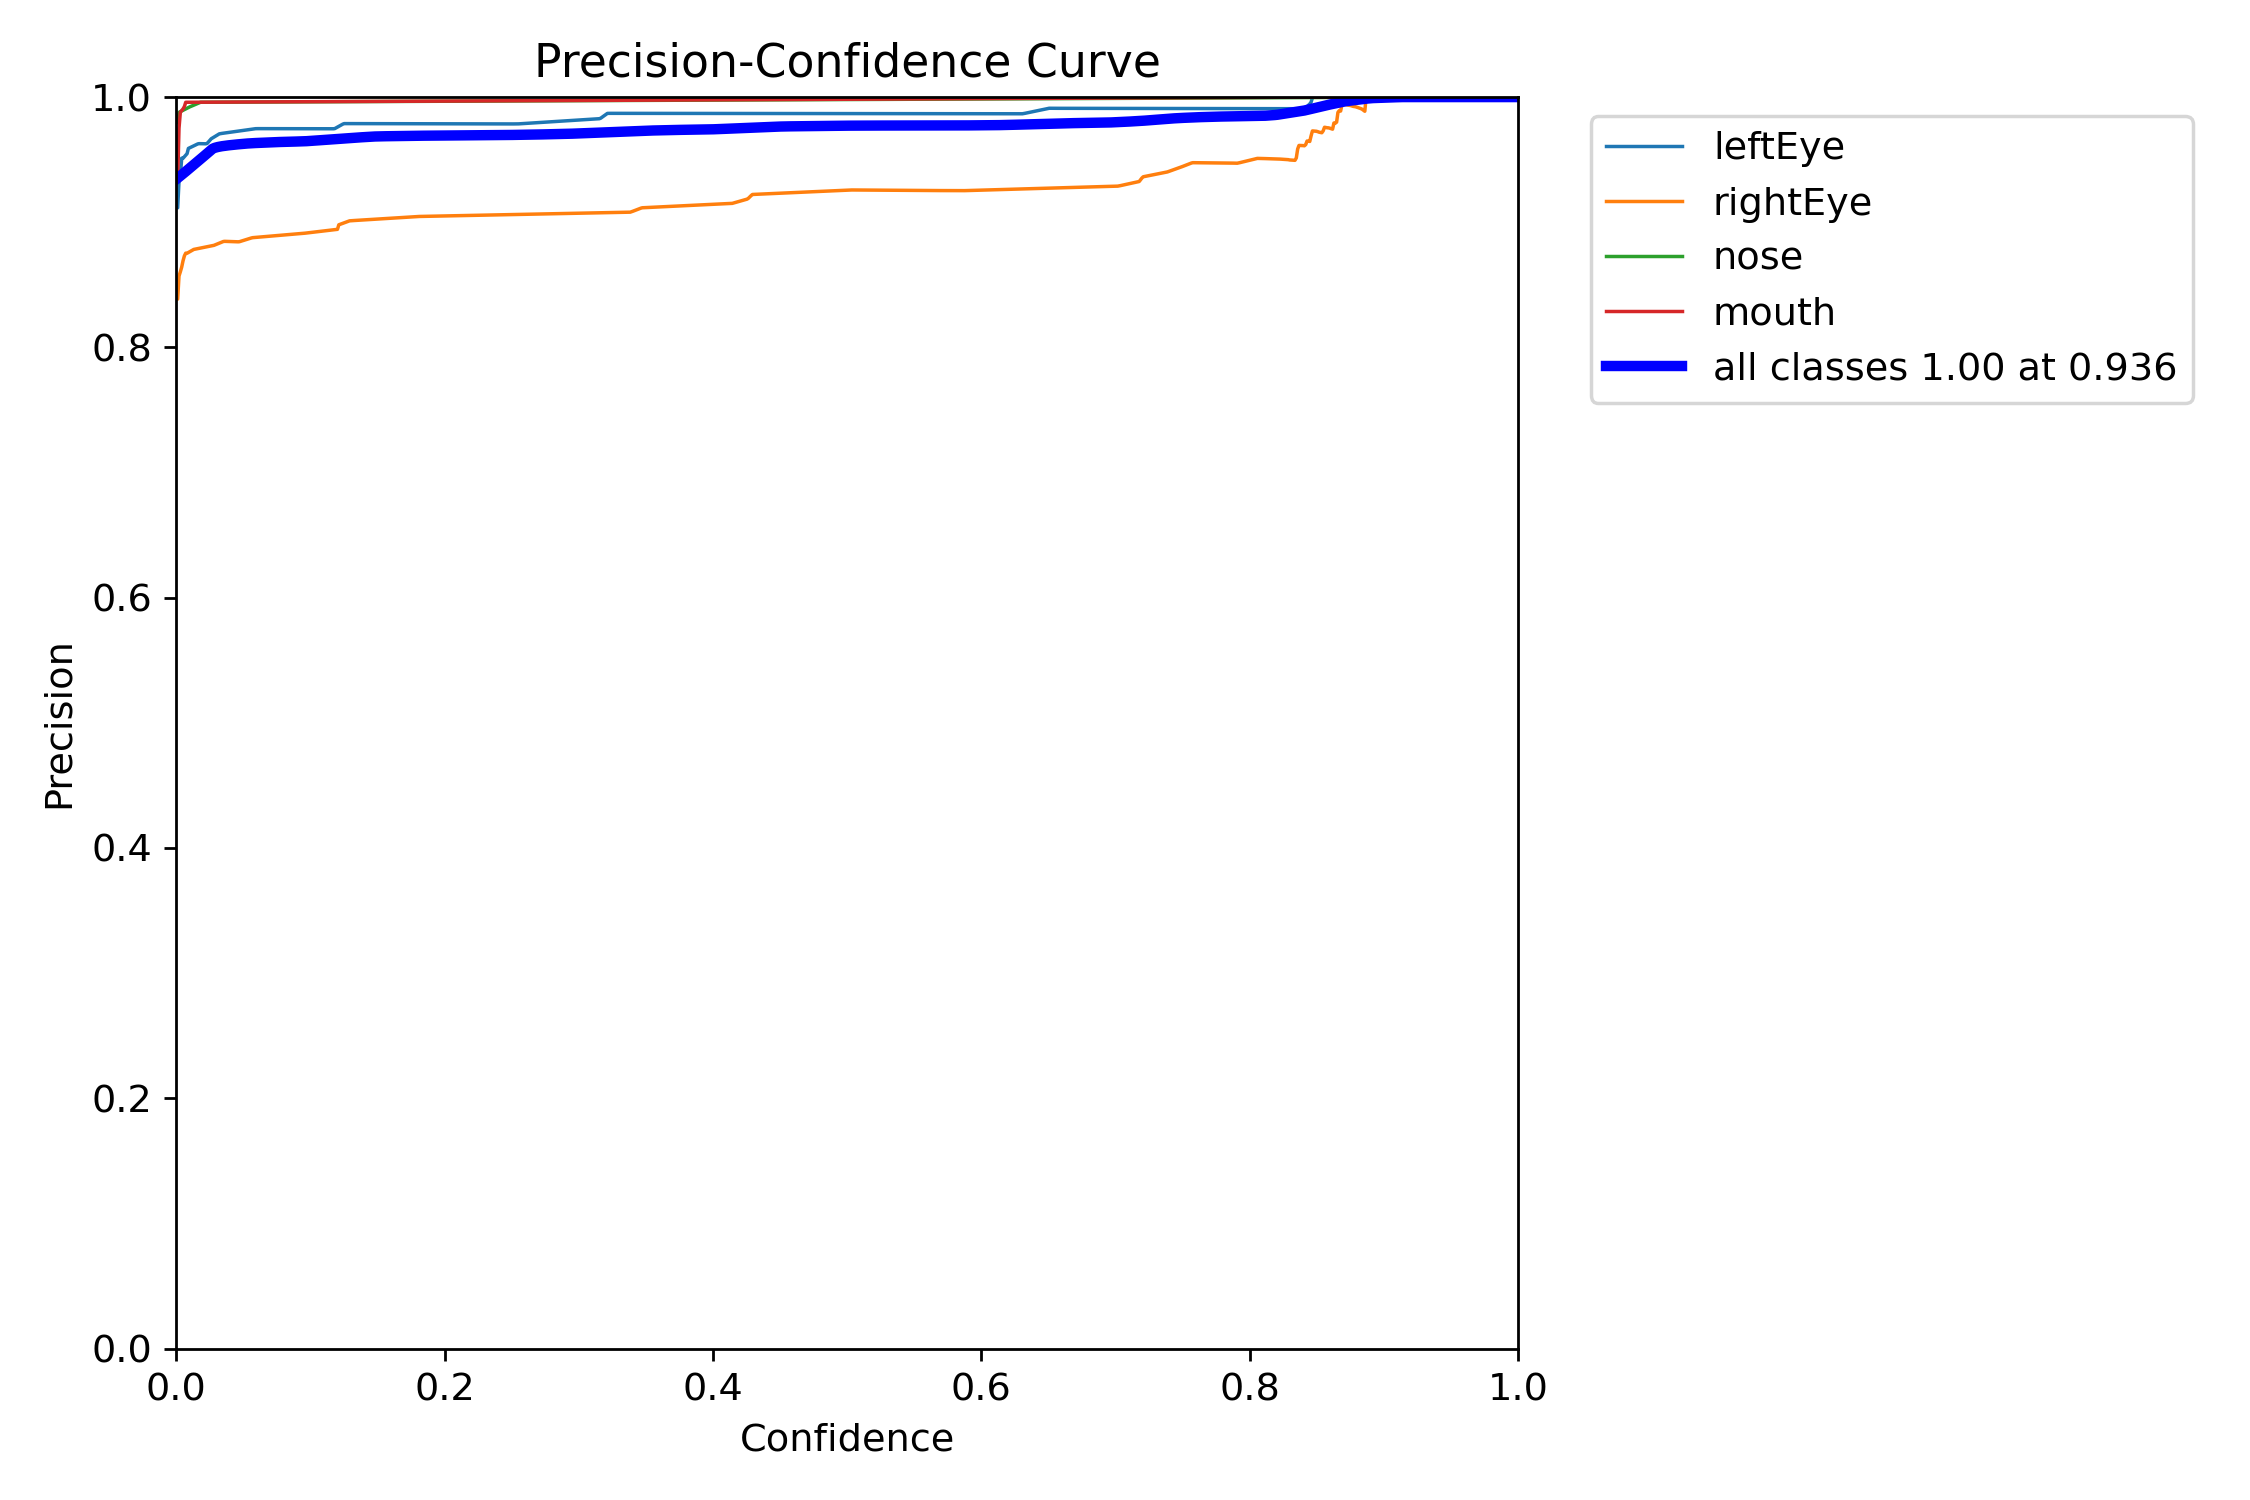 Precision-Confidence Curve
1.0
0.8
0.6
0.4
0.2
0.0
Precision
0.0 0.2 0.4 0.6 0.8 1.0
Confidence
leftEye
rightEye
nose
mouth
all classes 1.00 at 0.936